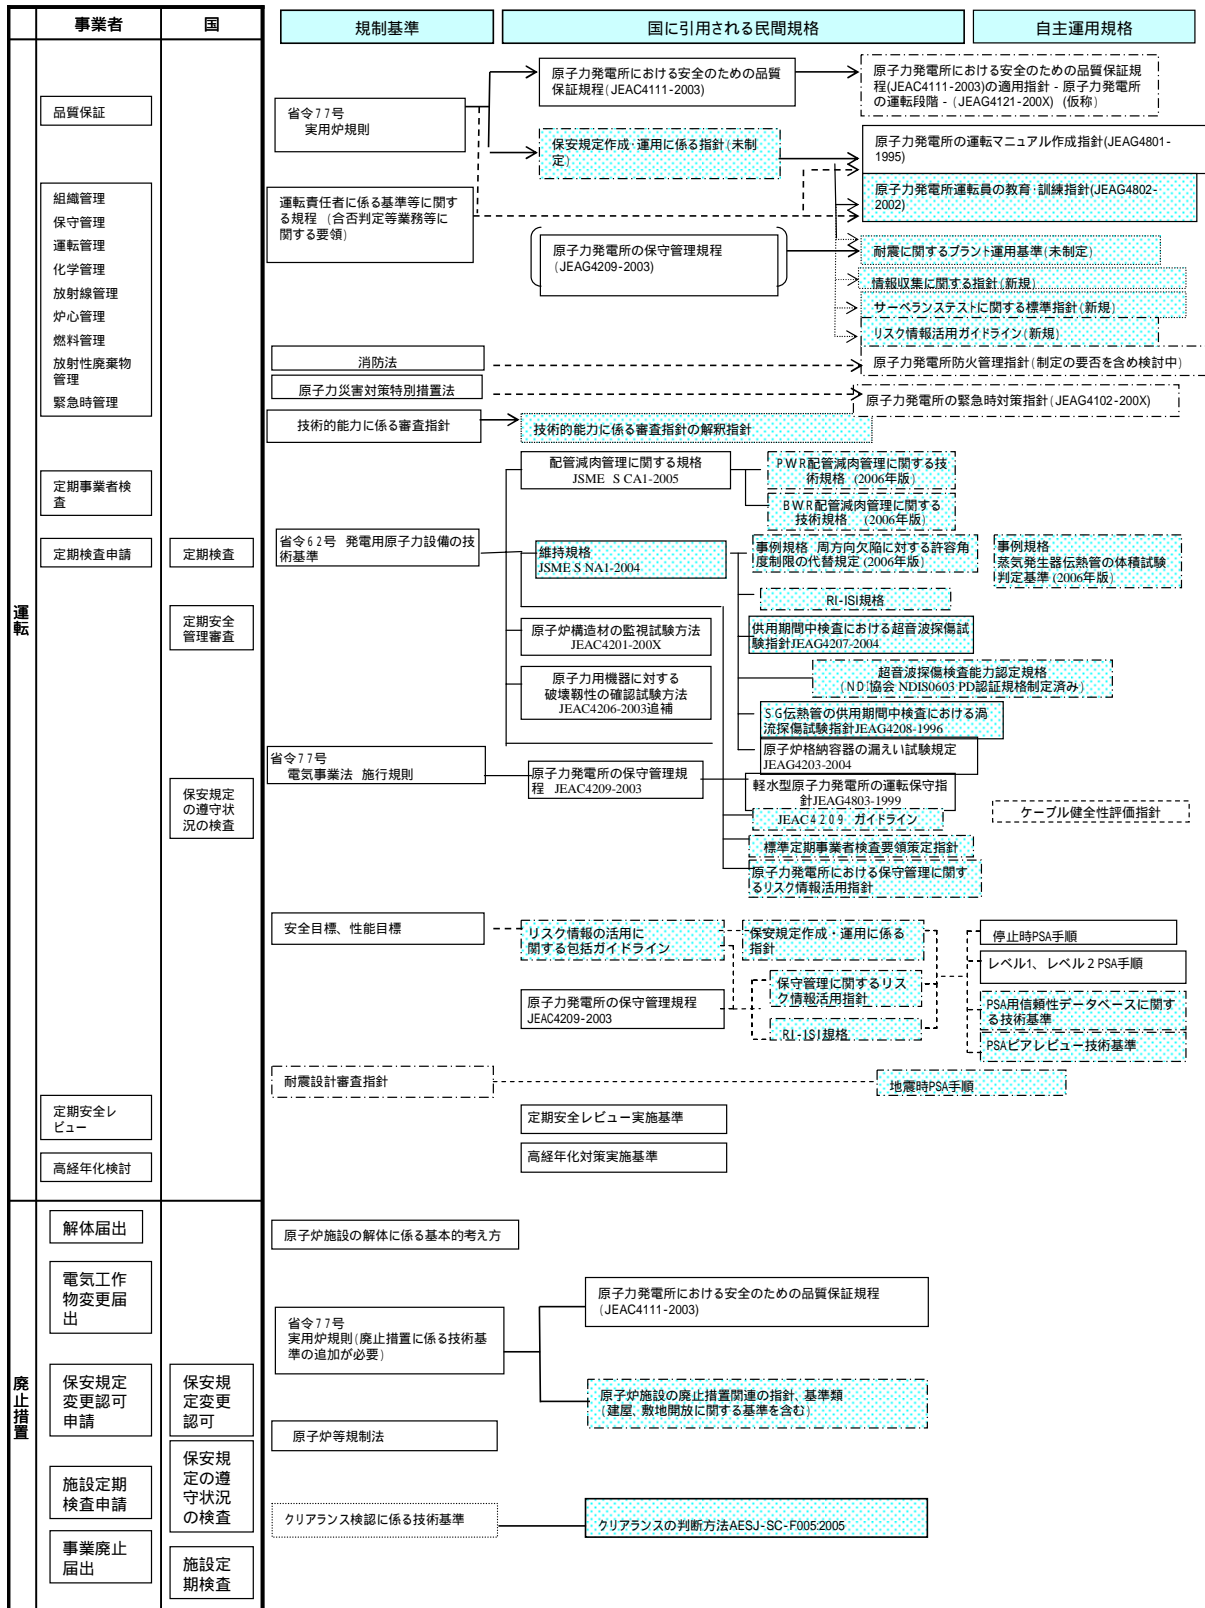 事業者
国
規制基準
国に引用される民間規格
自主運用規格
運転
品質保証
組織管理
保守管理
運転管理
化学管理
放射線管理
炉心管理
燃料管理
放射性廃棄物
管理
緊急時管理
定期事業者検
査
定期検査申請
定期検査
定期安全
管理審査
保安規定
の遵守状
況の検査
定期安全レ
ビュー
高経年化検討
省令77号
実用炉規則
原子力発電所における安全のための品質
保証規程(JEAC4111-2003)
原子力発電所における安全のための品質保証規
程(JEAC4111-2003)の適用指針 - 原子力発電所
の運転段階 - (JEAG4121-200X) (仮称)
保安規定作成・運用に係る指針(未制
定)
原子力発電所の運転マニュアル作成指針(JEAG4801-
1995)
原子力発電所運転員の教育・訓練指針(JEAG4802-
2002)
運転責任者に係る基準等に関す
る規程 (合否判定等業務等に
関する要領)
原子力発電所の保守管理規程
(JEAG4209-2003)
耐震に関するプラント運用基準(未制定)
情報収集に関する指針(新規)
サーベランステストに関する標準指針(新規)
リスク情報活用ガイドライン(新規)
消防法
原子力発電所防火管理指針(制定の要否を含め検討中)
原子力災害対策特別措置法
原子力発電所の緊急時対策指針(JEAG4102-200X)
技術的能力に係る審査指針
技術的能力に係る審査指針の解釈指針
配管減肉管理に関する規格
JSME S CA1-2005
PWR配管減肉管理に関する技
術規格 (2006年版)
BWR配管減肉管理に関する
技術規格 (2006年版)
省令62号 発電用原子力設備の技
術基準
維持規格
JSME S NA1-2004
事例規格 周方向欠陥に対する許容角
度制限の代替規定(2006年版)
事例規格
蒸気発生器伝熱管の体積試験
判定基準(2006年版)
RI-ISI規格
原子炉構造材の監視試験方法
JEAC4201-200X
供用期間中検査における超音波探傷試
験指針JEAG4207-2004
原子力用機器に対する
破壊靱性の確認試験方法
JEAC4206-2003追補
超音波探傷検査能力認定規格
(NDI協会 NDIS0603 PD認証規格制定済み)
SG伝熱管の供用期間中検査における渦
流探傷試験指針JEAG4208-1996
原子炉格納容器の漏えい試験規定
JEAG4203-2004
省令77号
電気事業法 施行規則
原子力発電所の保守管理規
程 JEAC4209-2003
軽水型原子力発電所の運転保守指
針JEAG4803-1999
JEAC4209 ガイドライン
ケーブル健全性評価指針
標準定期事業者検査要領策定指針
原子力発電所における保守管理に関す
るリスク情報活用指針
安全目標、性能目標
リスク情報の活用に
関する包括ガイドライン
保安規定作成・運用に係る
指針
停止時PSA手順
レベル1、レベル2 PSA手順
原子力発電所の保守管理規程
JEAC4209-2003
保守管理に関するリス
ク情報活用指針
PSA用信頼性データベースに関す
る技術基準
RI-ISI規格
PSAピアレビュー技術基準
耐震設計審査指針
地震時PSA手順
定期安全レビュー実施基準
高経年化対策実施基準
廃止措置
解体届出
電気工作
物変更届
出
保安規定
変更認可
申請
施設定期
検査申請
事業廃止
届出
保安規
定変更
認可
保安規
定の遵
守状況
の検査
施設定
期検査
原子炉施設の解体に係る基本的考え方
省令77号
実用炉規則(廃止措置に係る技術基
準の追加が必要)
原子力発電所における安全のための品質保証規程
(JEAC4111-2003)
原子炉施設の廃止措置関連の指針、基準類
(建屋、敷地開放に関する基準を含む)
原子炉等規制法
クリアランス検認に係る技術基準
クリアランスの判断方法AESJ-SC-F005:2005